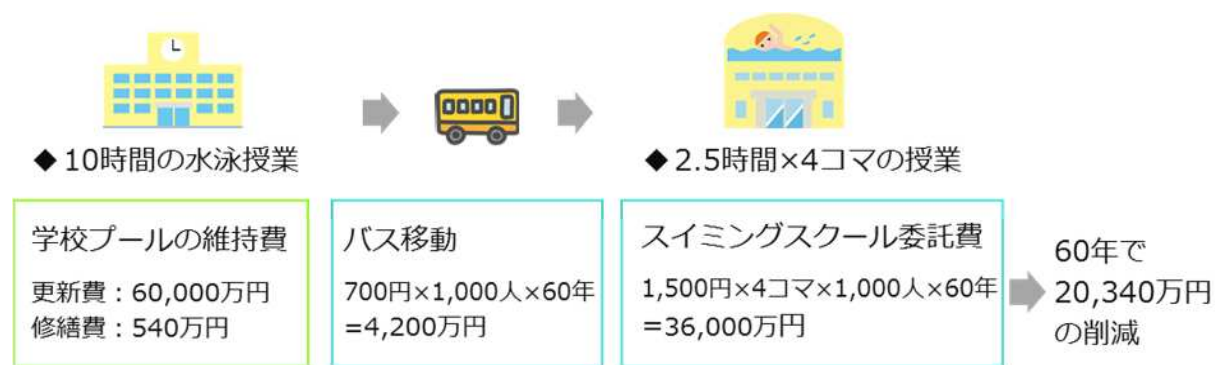 ◆10時間の水泳授業
◆2.5時間×4コマの授業
学校プールの維持費
更新費：60,000万円
修繕費：540万円
バス移動
700円×1,000人×60年
=4,200万円
スイミングスクール委託費
1,500円×4コマ×1,000人×60年
＝36,000万円
60年で
20,340万円
の削減